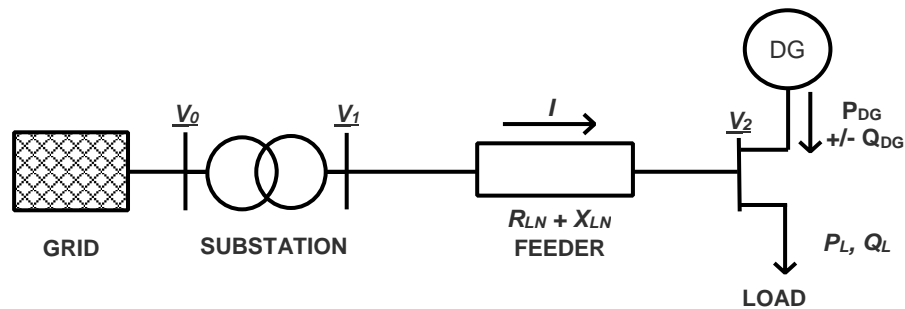 DG
V0
V1
I
V2
PDG
+/- QDG
RLN + XLN
FEEDER
GRID
SUBSTATION
PL, QL
LOAD